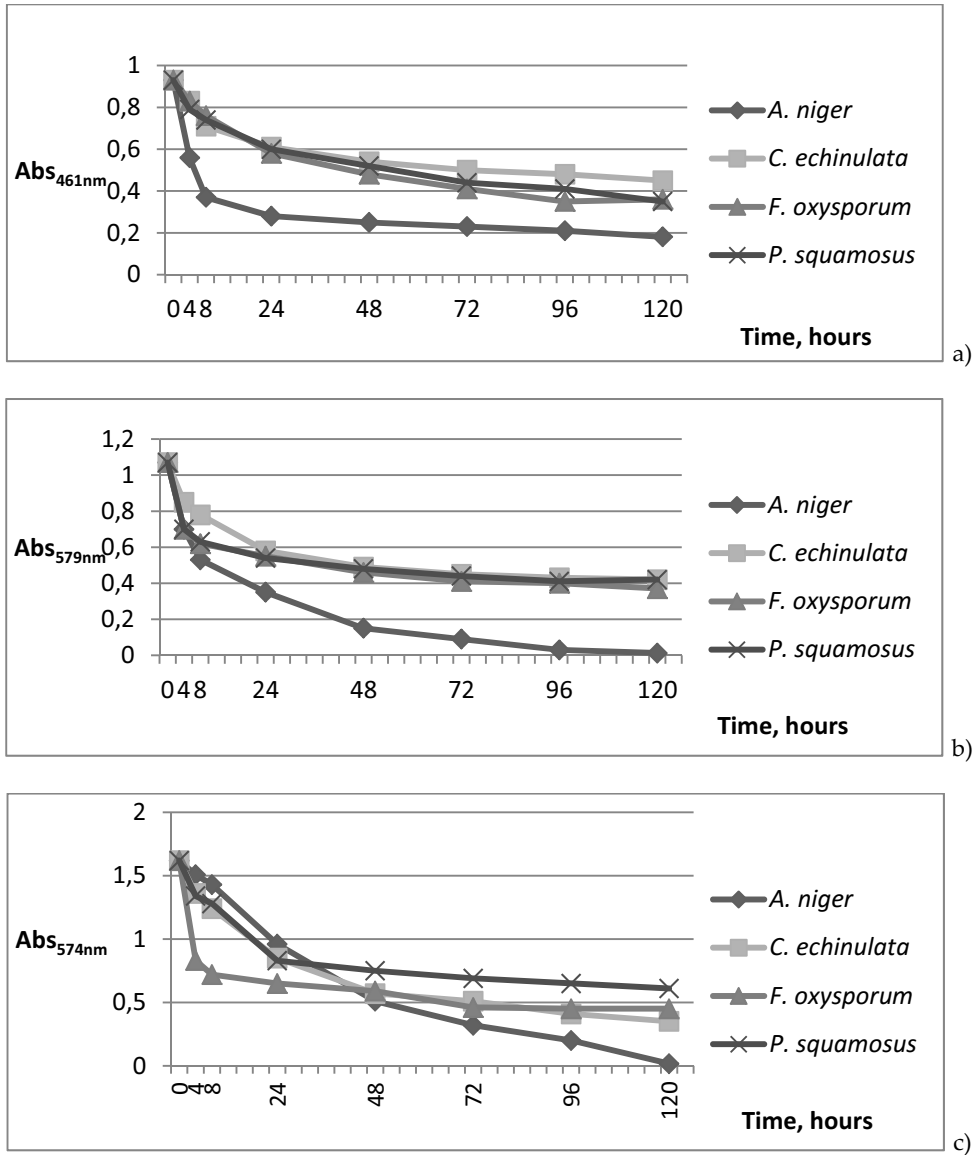 1
0,8
0,6
0,4
0,2
0
Abs461nm
0 4 8 24 48 72 96 120
Time, hours
A. niger
C. echinulata
F. oxysporum
P. squamosus
a)
1,2
1
0,8
0,6
0,4
0,2
0
Abs579nm
0 4 8 24 48 72 96 120
Time, hours
A. niger
C. echinulata
F. oxysporum
P. squamosus
b)
2
1,5
1
0,5
0
Abs574nm
0 4 8 24 48 72 96 120
Time, hours
A. niger
C. echinulata
F. oxysporum
P. squamosus
c)